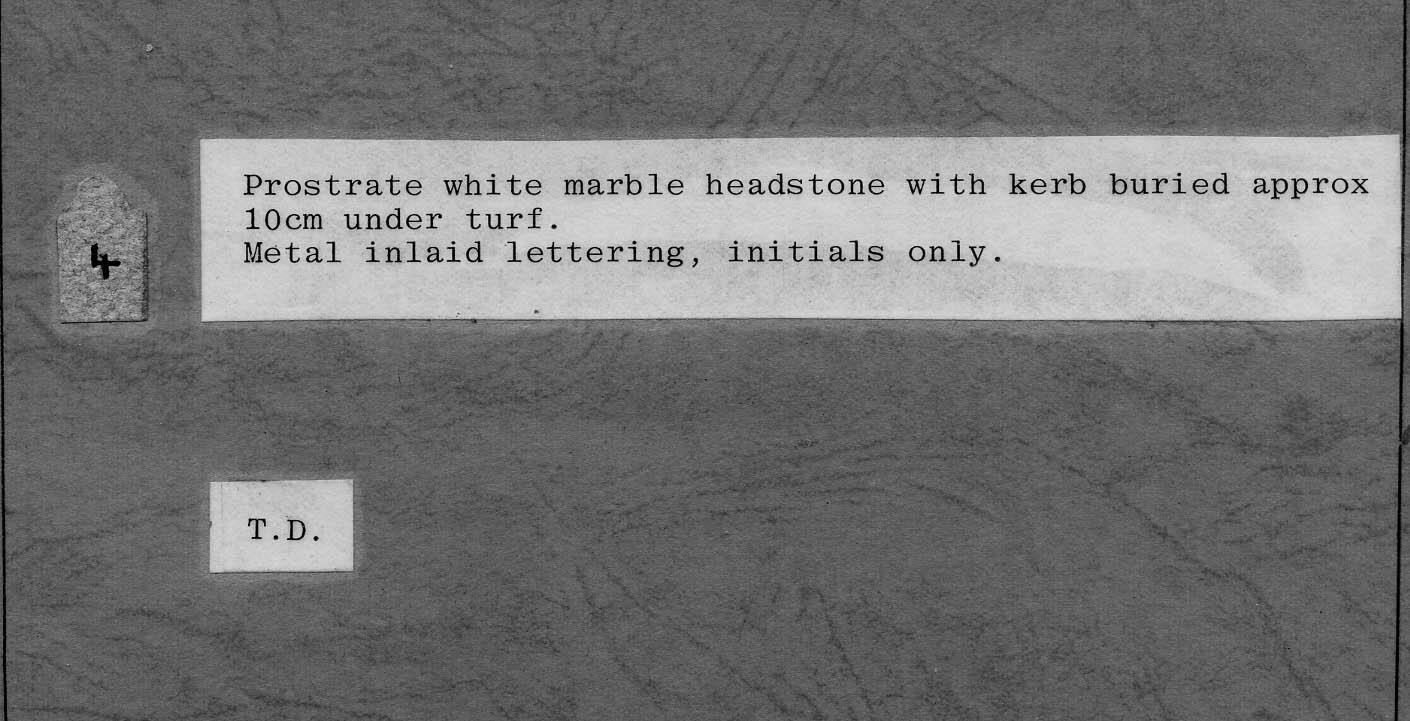 4
Prostrate white marble headstone with kerb buried approx
10cm under turf.
Metal inlaid lettering, initials only.
T.D.